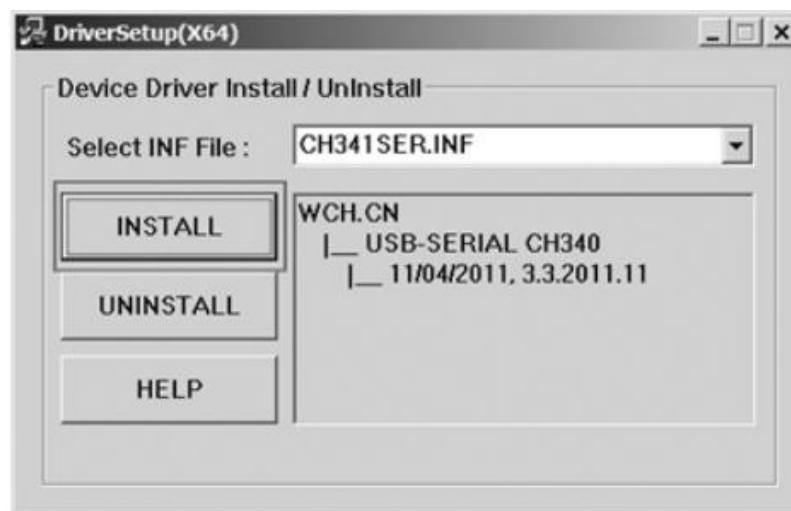 DriverSetup(X64)
Device Driver Install / UnInstall
Select INF File :
CH341SER.INF
INSTALL
UNINSTALL
HELP
WCH.CN
|__ USB-SERIAL CH340
|__ 11/04/2011, 3.3.2011.11